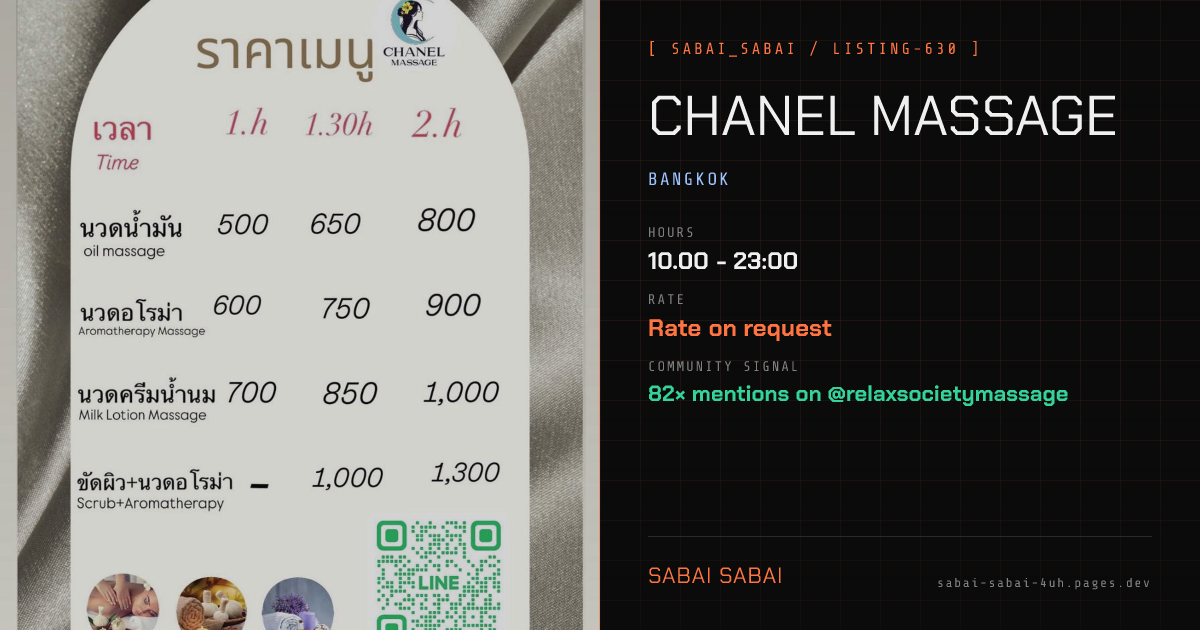 ราคาเมนู
CHANEL
MASSAGE
เวลา 1.h 1.30h 2.h
Time
นวดน้ำมัน 500 650 800
oil massage
นวดอโรม่า 600 750 900
Aromatherapy Massage
นวดครีมน้ำนม 700 850 1,000
Milk Lotion Massage
ขัดผิว+นวดอโรม่า - 1,000 1,300
Scrub+Aromatherapy
LINE
[ SABAI_SABAI / LISTING-630 ]
CHANEL MASSAGE
BANGKOK
HOURS
10.00 - 23:00
RATE
Rate on request
COMMUNITY SIGNAL
82× mentions on @relaxsocietymassage
SABAI SABAI
sabai-sabai-4uh.pages.dev